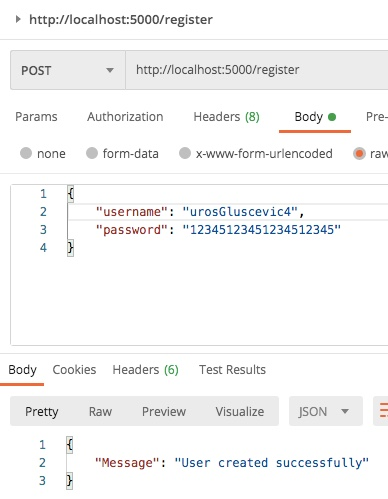 http://localhost:5000/register
POST http://localhost:5000/register
Params Authorization Headers (8) Body Pre-
none form-data x-www-form-urlencoded raw
1 {
2 "username": "urosGluscevic4",
3 "password": "12345123451234512345"
4 }
Body Cookies Headers (6) Test Results
Pretty Raw Preview Visualize JSON
1 {
2 "Message": "User created successfully"
3 }